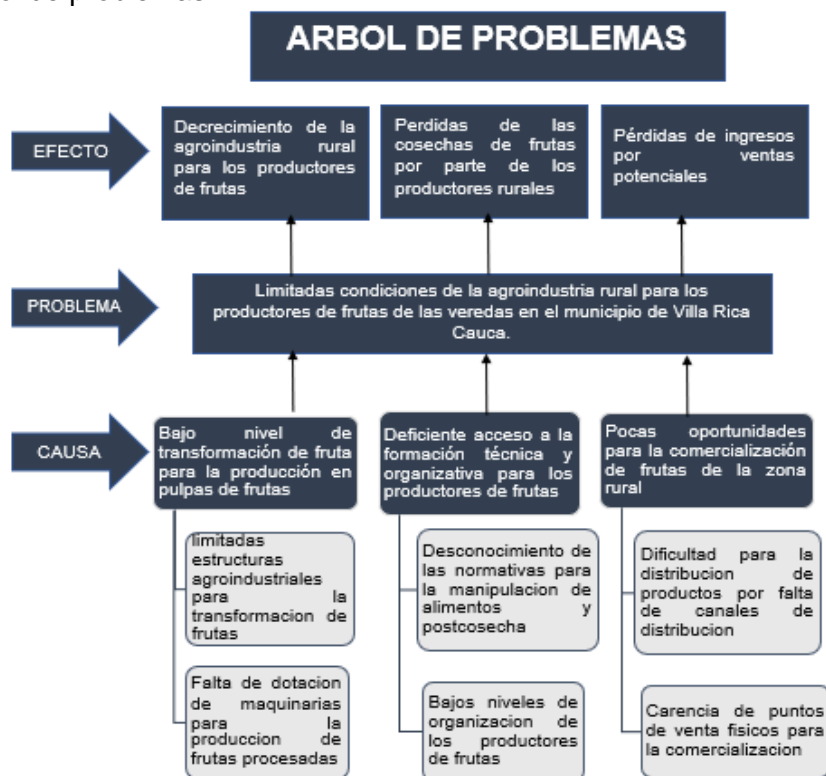 ARBOL DE PROBLEMAS
EFECTO
Decrecimiento de la
agroindustria rural
para los productores
de frutas
Perdidas de las
cosechas de frutas
por parte de los
productores rurales
Pérdidas de ingresos
por ventas
potenciales
PROBLEMA
Limitadas condiciones de la agroindustria rural para los
productores de frutas de las veredas en el municipio de Villa Rica
Cauca.
CAUSA
Bajo nivel de
transformación de fruta
para la producción en
pulpas de frutas
Deficiente acceso a la
formación técnica y
organizativa para los
productores de frutas
Pocas oportunidades
para la comercialización
de frutas de la zona
rural
limitadas
estructuras
agroindustriales
para la
transformacion de
frutas
Desconocimiento de
las normativas para
la manipulacion de
alimentos y
postcosecha
Dificultad para la
distribucion de
productos por falta
de canales de
distribucion
Falta de dotacion
de maquinarias
para la
produccion de
frutas procesadas
Bajos niveles de
organizacion de
los productores
de frutas
Carencia de puntos
de venta fisicos para
la comercializacion